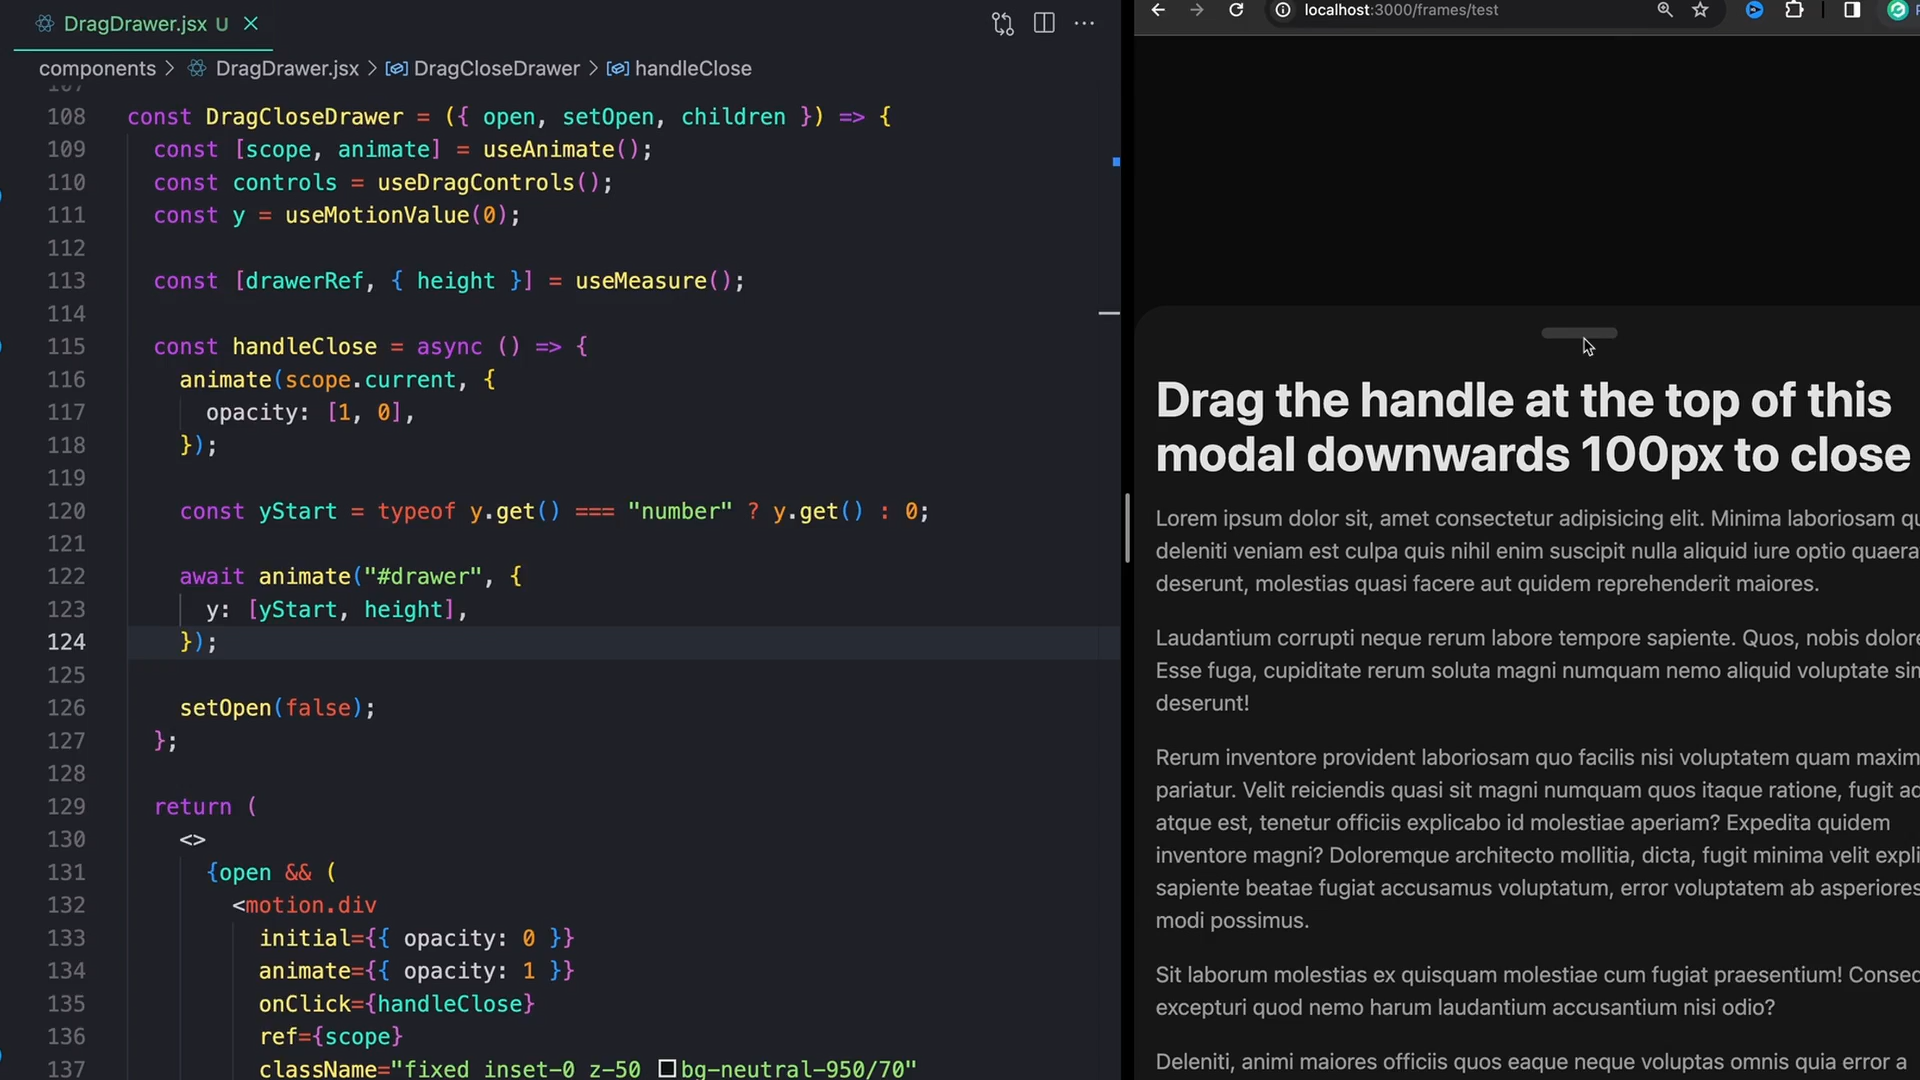 DragDrawer.jsx U
components > DragDrawer.jsx > DragCloseDrawer > handleClose
107
108 const DragCloseDrawer = ({ open, setOpen, children }) => {
109 const [scope, animate] = useAnimate();
110 const controls = useDragControls();
111 const y = useMotionValue(0);
112
113 const [drawerRef, { height }] = useMeasure();
114
115 const handleClose = async () => {
116 animate(scope.current, {
117 opacity: [1, 0],
118 });
119
120 const yStart = typeof y.get() === "number" ? y.get() : 0;
121
122 await animate("#drawer", {
123 y: [yStart, height],
124 });
125
126 setOpen(false);
127 };
128
129 return (
130 <>
131 {open && (
132 <motion.div
133 initial={{ opacity: 0 }}
134 animate={{ opacity: 1 }}
135 onClick={handleClose}
136 ref={scope}
137 className="fixed inset-0 z-50 bg-neutral-950/70"
localhost:3000/frames/test
Drag the handle at the top of this
modal downwards 100px to close
Lorem ipsum dolor sit, amet consectetur adipisicing elit. Minima laboriosam qu
deleniti veniam est culpa quis nihil enim suscipit nulla aliquid iure optio quaera
deserunt, molestias quasi facere aut quidem reprehenderit maiores.
Laudantium corrupti neque rerum labore tempore sapiente. Quos, nobis dolore
Esse fuga, cupiditate rerum soluta magni numquam nemo aliquid voluptate sin
deserunt!
Rerum inventore provident laboriosam quo facilis nisi voluptatem quam maxim
pariatur. Velit reiciendis quasi sit magni numquam quos itaque ratione, fugit ad
atque est, tenetur officiis explicabo id molestiae aperiam? Expedita quidem
inventore magni? Doloremque architecto mollitia, dicta, fugit minima velit expli
sapiente beatae fugiat accusamus voluptatum, error voluptatem ab asperiores
modi possimus.
Sit laborum molestias ex quisquam molestiae cum fugiat praesentium! Consec
excepturi quod nemo harum laudantium accusantium nisi odio?
Deleniti, animi maiores officiis quos eaque neque voluptas omnis quia error a